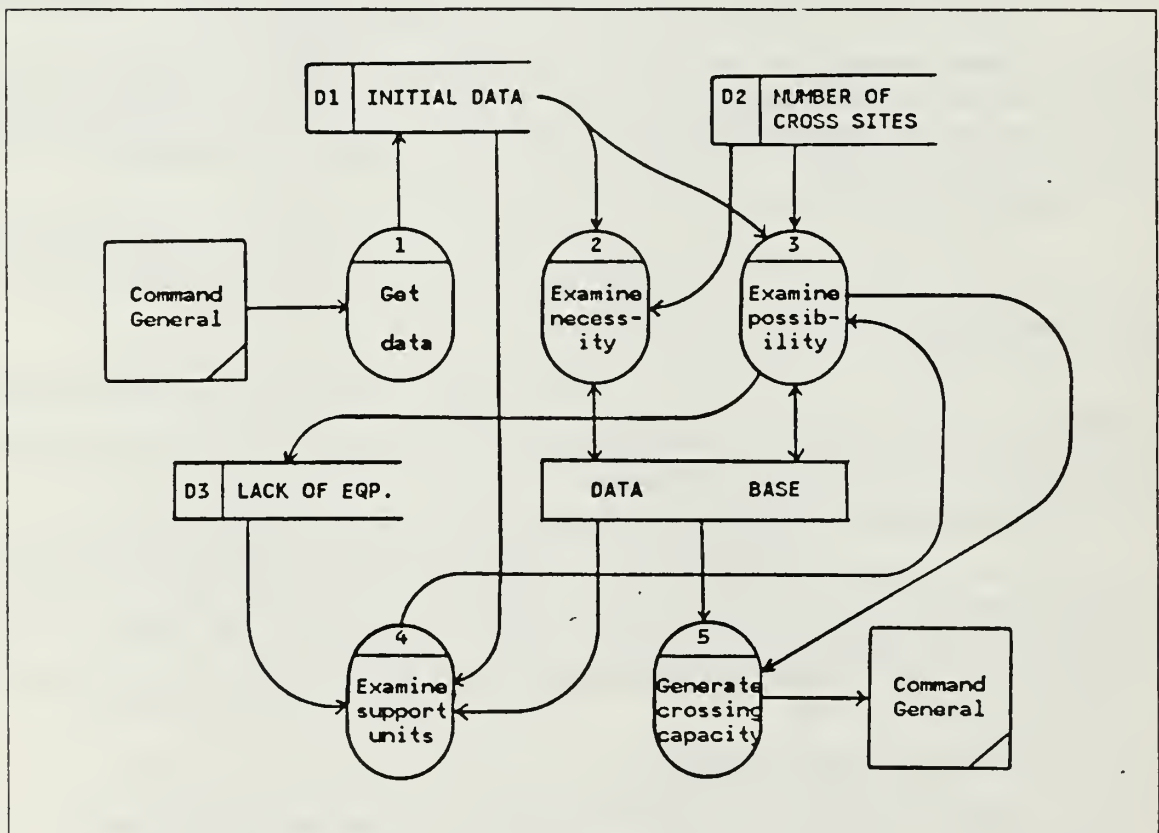 D1 INITIAL DATA
D2 NUMBER OF
CROSS SITES
Command
General
1
Get
data
2
Examine
necess-
ity
3
Examine
possib-
ility
D3 LACK OF EQP.
DATA BASE
4
Examine
support
units
5
Generate
crossing
capacity
Command
General